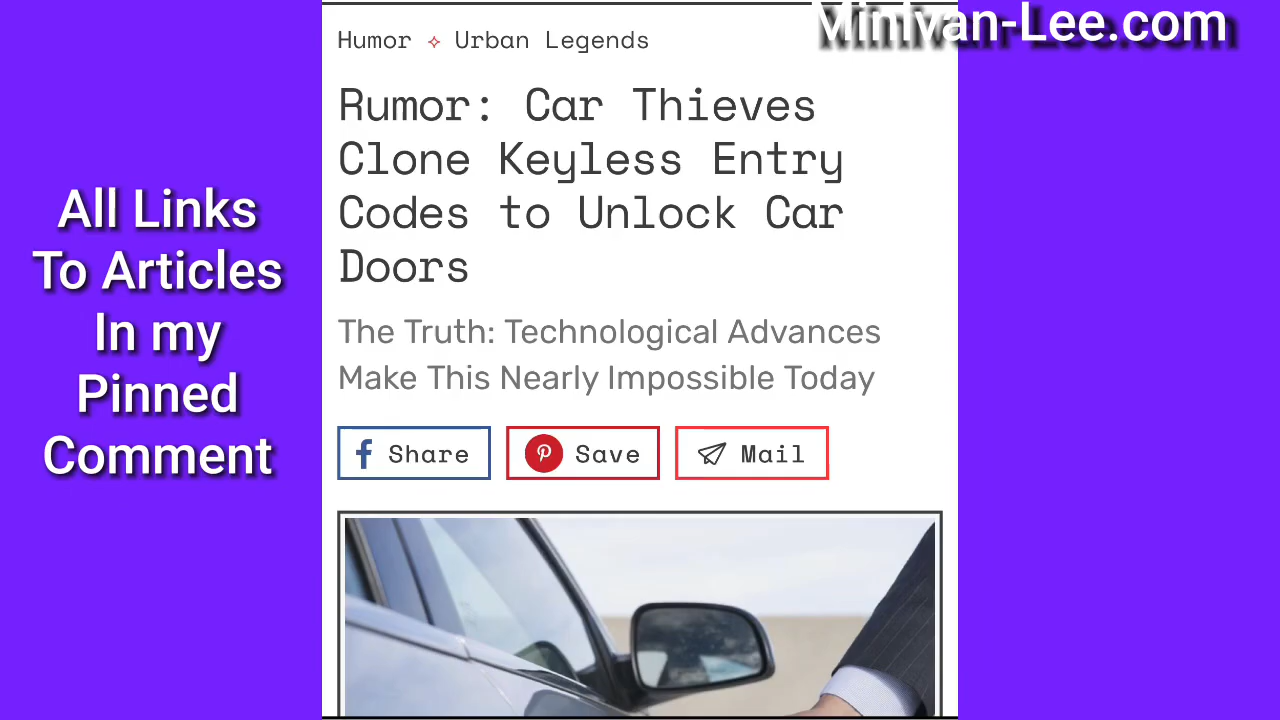 Minivan-Lee.com
Humor ✧ Urban Legends
Rumor: Car Thieves
Clone Keyless Entry
Codes to Unlock Car
Doors
The Truth: Technological Advances
Make This Nearly Impossible Today
Share
Save
Mail
All Links
To Articles
In my
Pinned
Comment